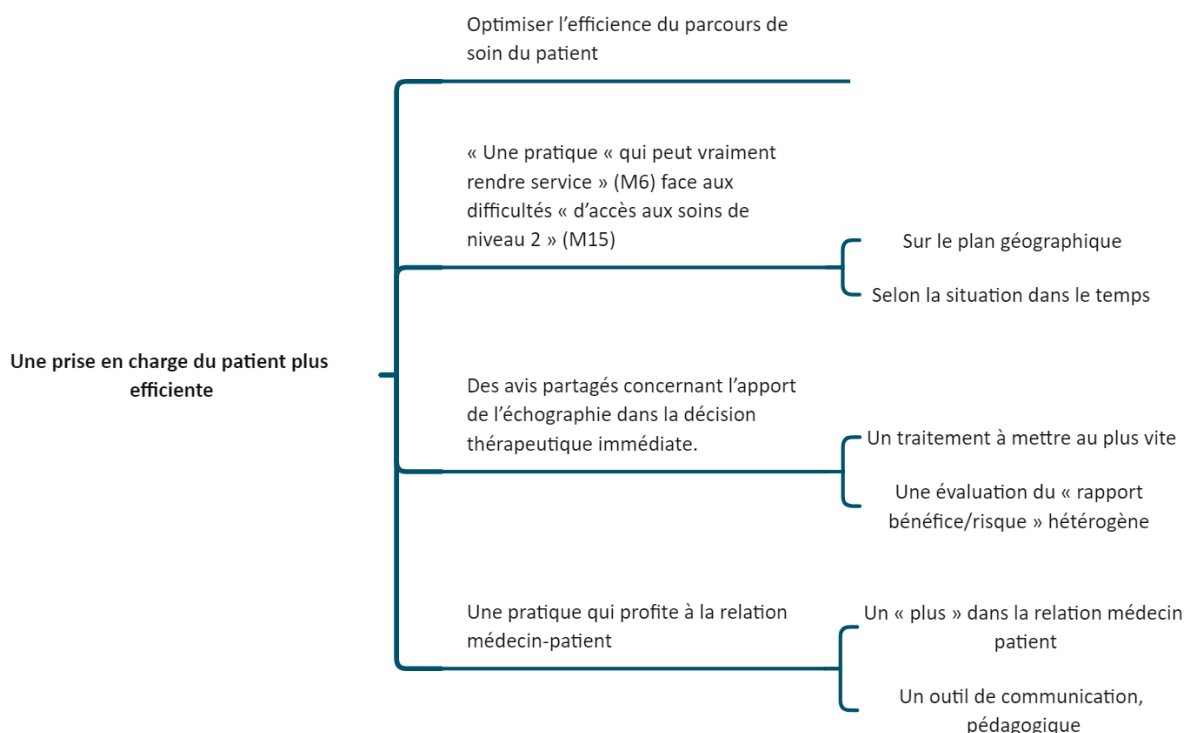 Optimiser l’efficience du parcours de
soin du patient
« Une pratique « qui peut vraiment
rendre service » (M6) face aux
difficultés « d’accès aux soins de
niveau 2 » (M15)
Sur le plan géographique
Selon la situation dans le temps
Une prise en charge du patient plus
efficiente
Des avis partagés concernant l’apport
de l’échographie dans la décision
thérapeutique immédiate.
Un traitement à mettre au plus vite
Une évaluation du « rapport
bénéfice/risque » hétérogène
Une pratique qui profite à la relation
médecin-patient
Un « plus » dans la relation médecin
patient
Un outil de communication,
pédagogique